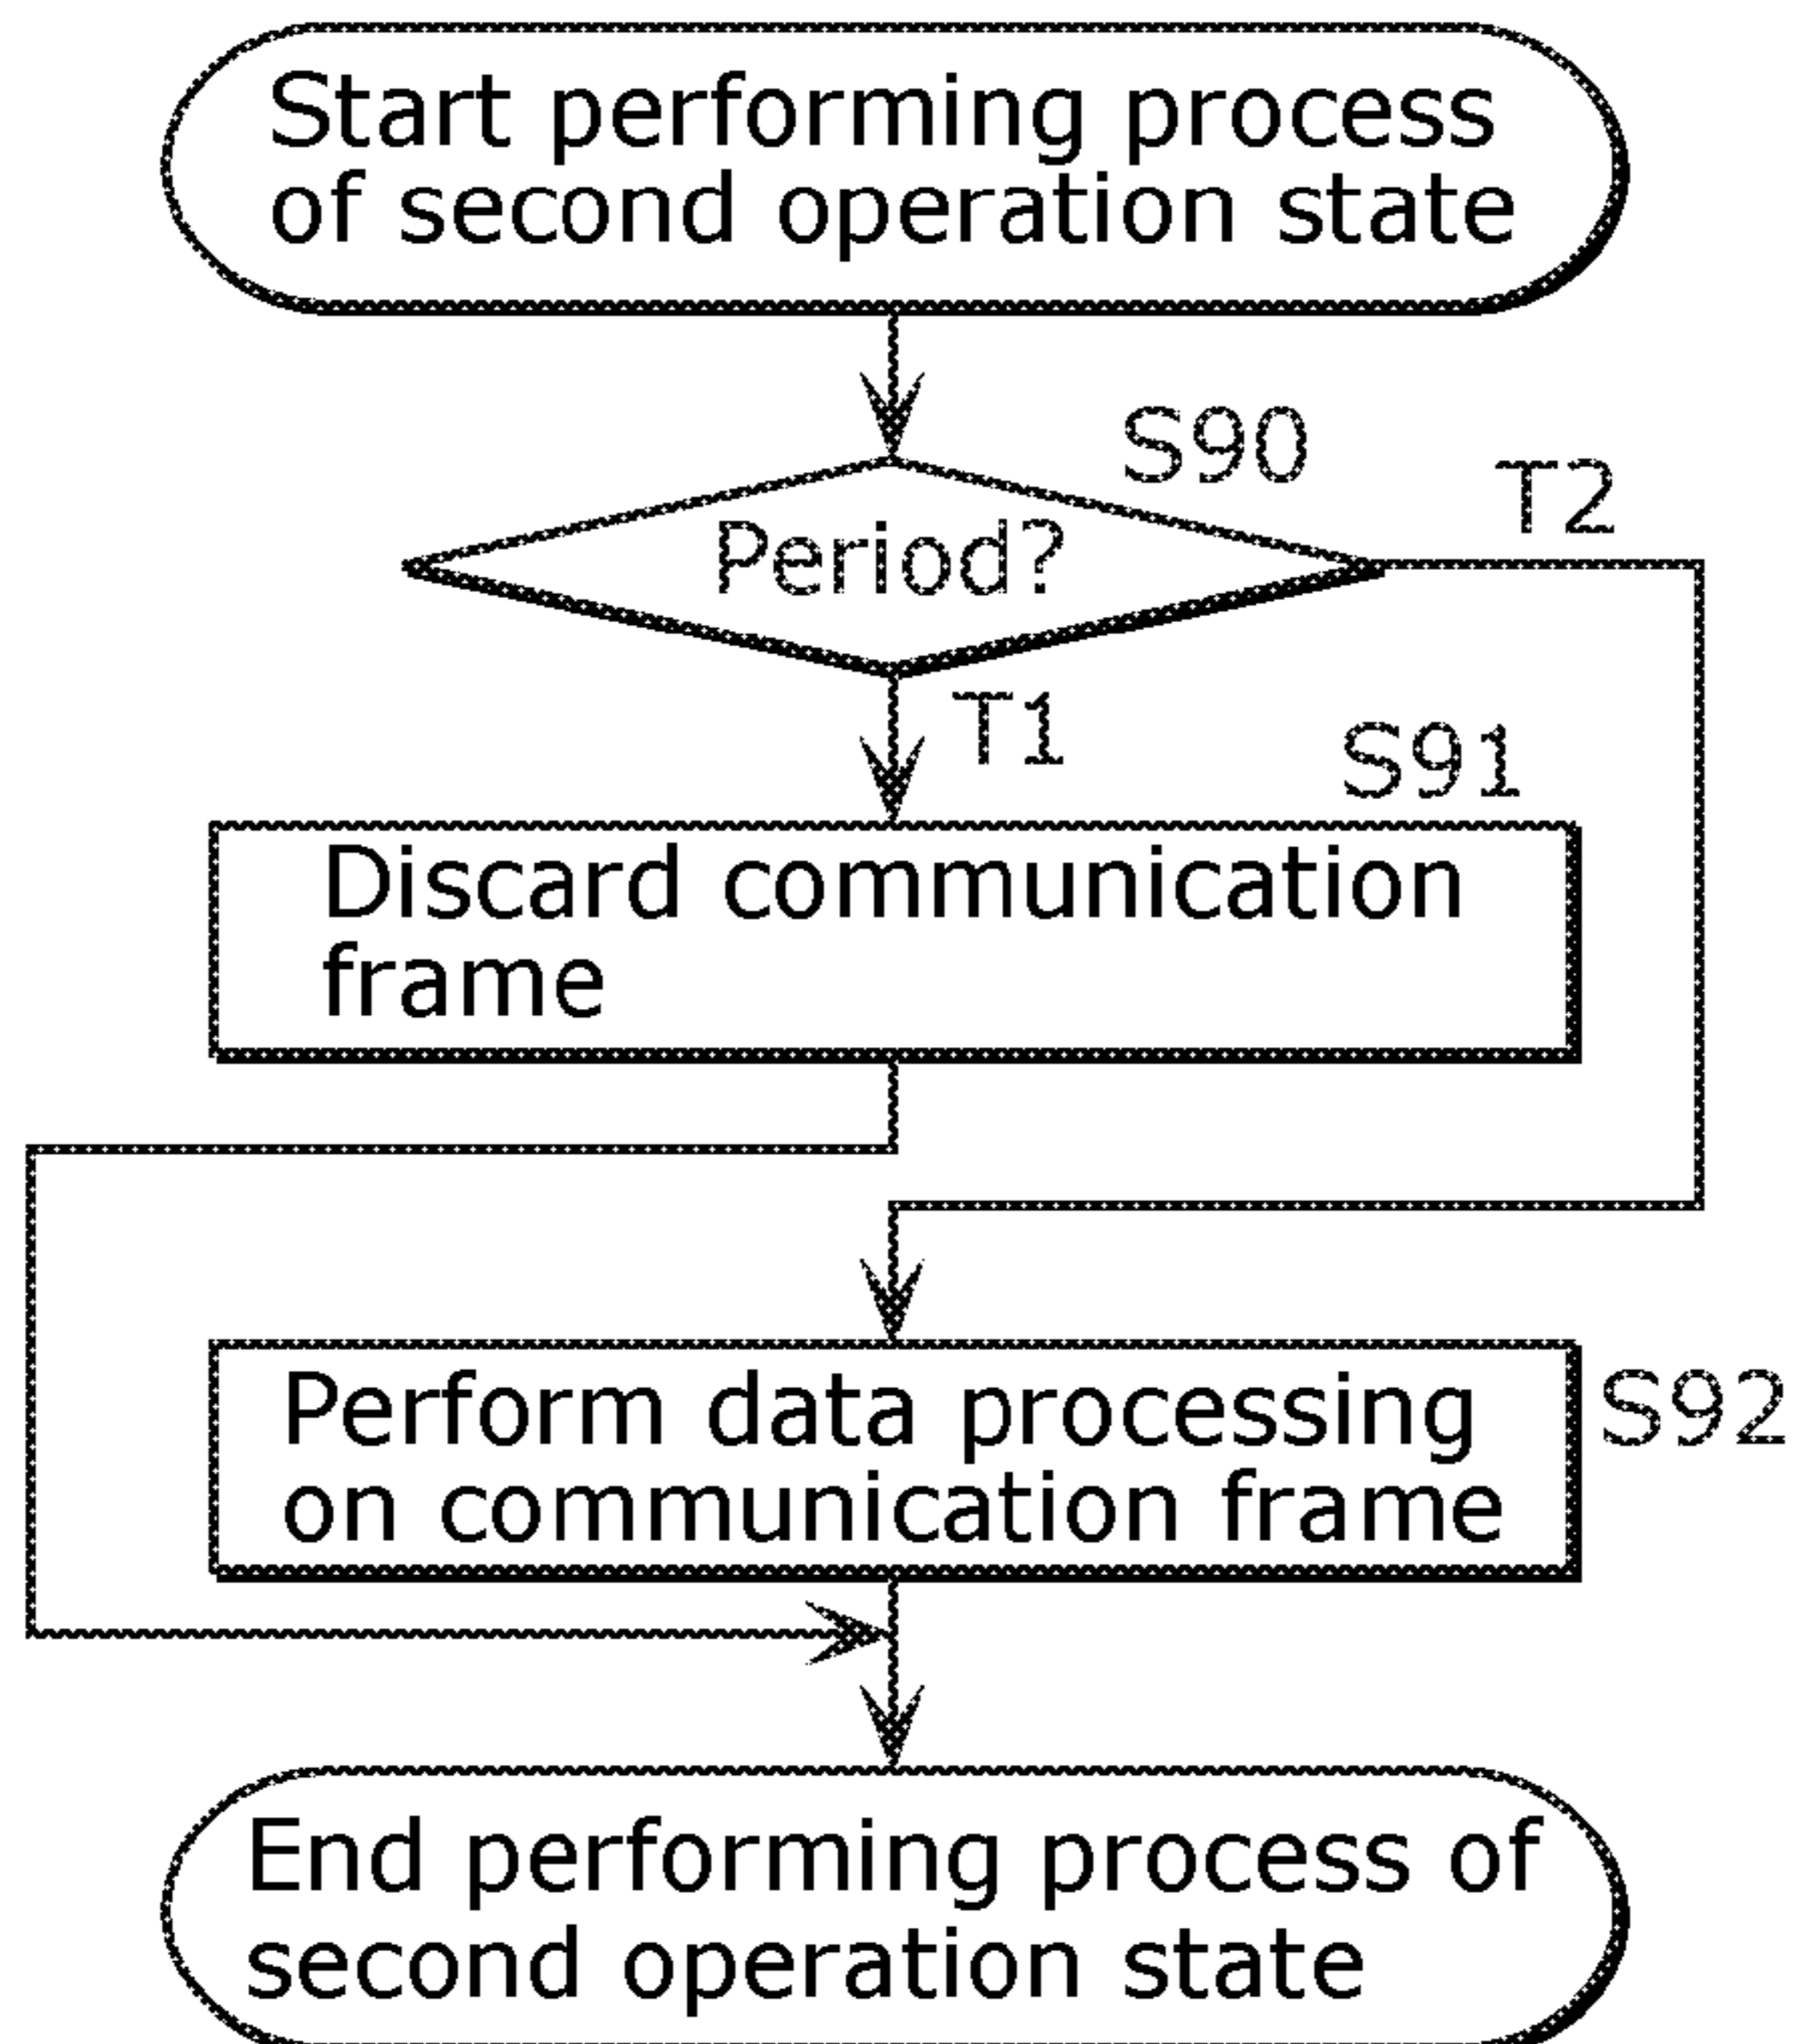 Start performing process
of second operation state
S90
T2
Period?
T1
S91
Discard communication
frame
Perform data processing
on communication frame
S92
End performing process of
second operation state